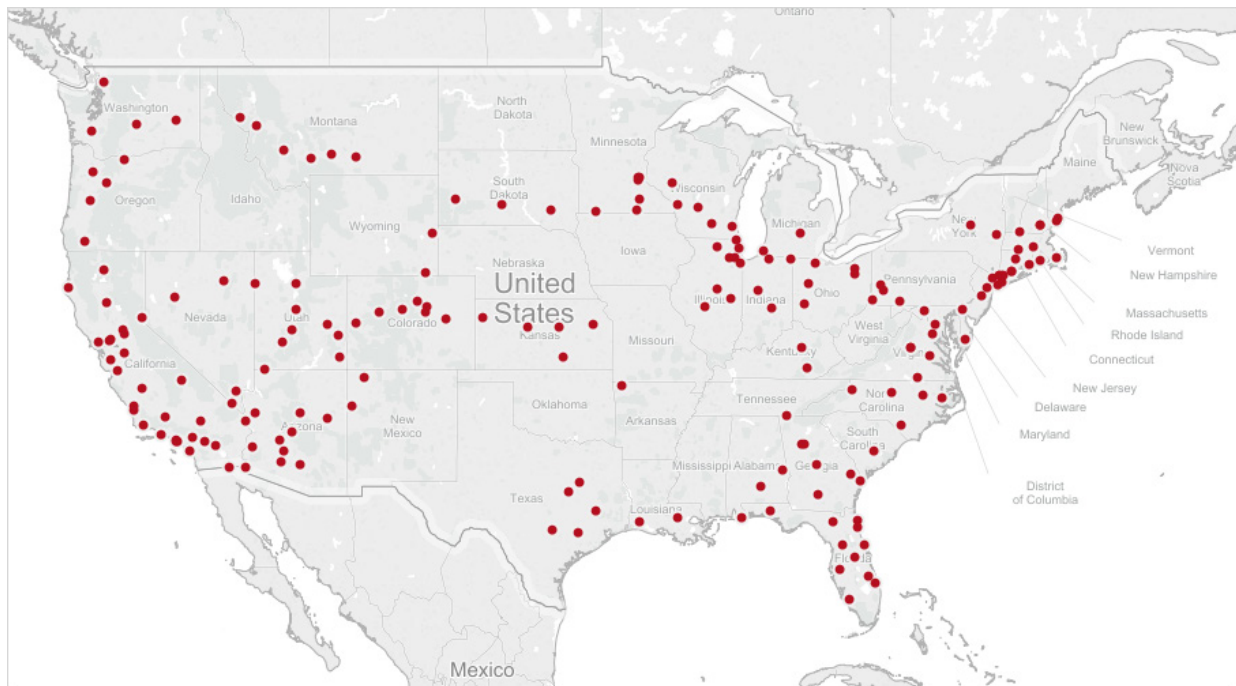 Ontario
Washington
Montana
North
Dakota
Minnesota
New
Brunswick
Maine
Nova
Scotia
Oregon
Idaho
South
Dakota
Wisconsin
Michigan
New
York
Wyoming
Iowa
Nebraska
Vermont
United
States
New Hampshire
Pennsylvania
Illinois
Indiana
Ohio
Nevada
Utah
Colorado
Massachusetts
Kansas
Missouri
West
Virginia
Rhode Island
Kentucky
Virginia
Connecticut
California
New Jersey
Oklahoma
Tennessee
North
Carolina
Delaware
Arkansas
Arizona
New
Mexico
South
Carolina
Maryland
Mississippi
Alabama
Georgia
District
of Columbia
Texas
Louisiana
Florida
Mexico